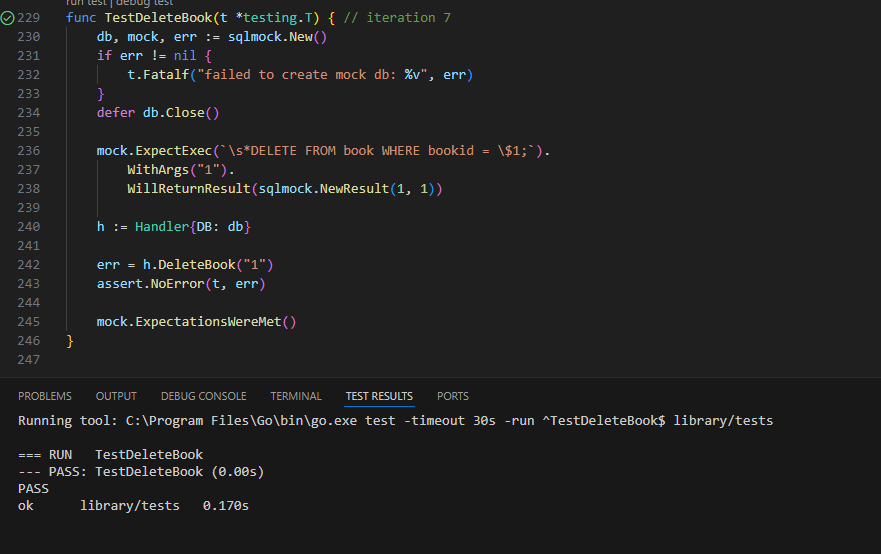 run test | debug test
229 func TestDeleteBook(t *testing.T) { // iteration 7
230     db, mock, err := sqlmock.New()
231     if err != nil {
232         t.Fatalf("failed to create mock db: %v", err)
233     }
234     defer db.Close()
235
236     mock.ExpectExec(`\s*DELETE FROM book WHERE bookid = \$1;`).
237         WithArgs("1").
238         WillReturnResult(sqlmock.NewResult(1, 1))
239
240     h := Handler{DB: db}
241
242     err = h.DeleteBook("1")
243     assert.NoError(t, err)
244
245     mock.ExpectationsWereMet()
246 }
247
PROBLEMS OUTPUT DEBUG CONSOLE TERMINAL TEST RESULTS PORTS
Running tool: C:\Program Files\Go\bin\go.exe test -timeout 30s -run ^TestDeleteBook$ library/tests
=== RUN   TestDeleteBook
--- PASS: TestDeleteBook (0.00s)
PASS
ok      library/tests   0.170s